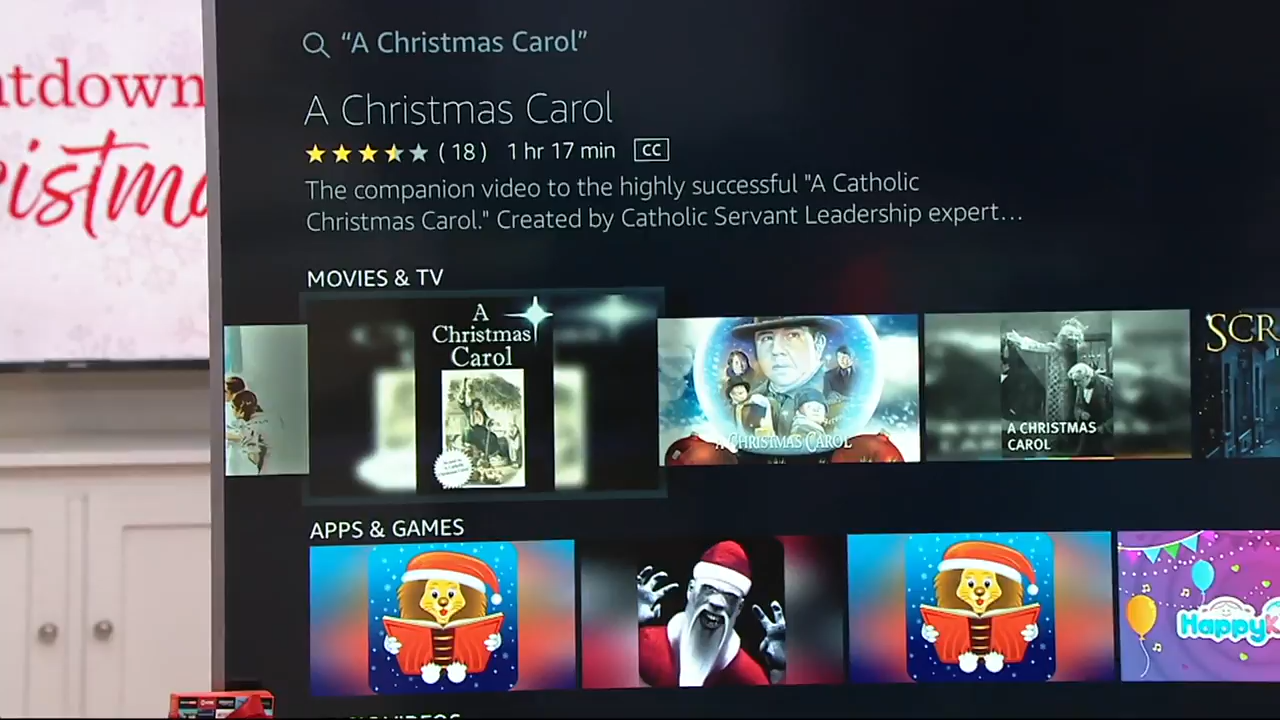 “A Christmas Carol”
A Christmas Carol
(18) 1 hr 17 min CC
The companion video to the highly successful "A Catholic
Christmas Carol." Created by Catholic Servant Leadership expert...
MOVIES & TV
A
Christmas
Carol
A CHRISTMAS CAROL
A CHRISTMAS
CAROL
SCR
APPS & GAMES
HappyK